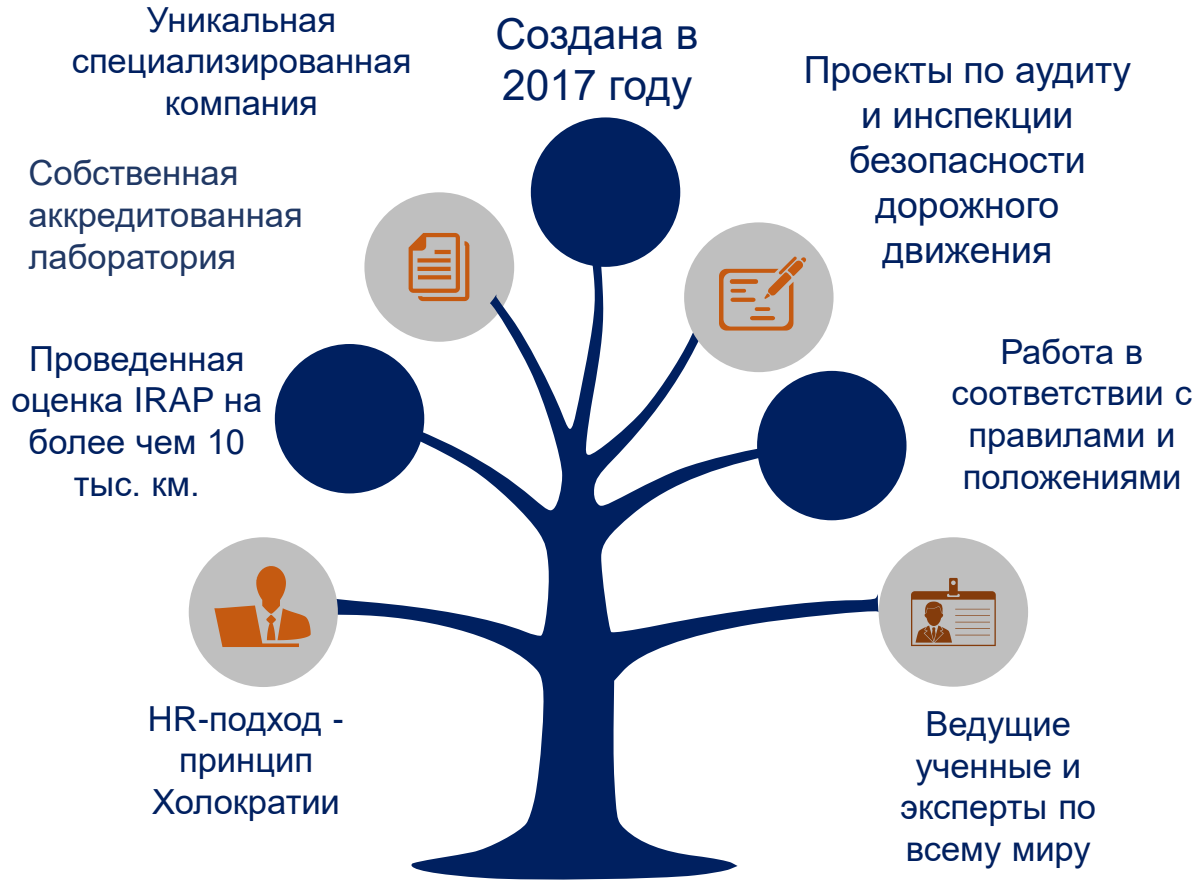 Уникальная
специализированная
компания
Создана в
2017 году
Проекты по аудиту
и инспекции
безопасности
дорожного
движения
Собственная
аккредитованная
лаборатория
Проведенная
оценка IRAP на
более чем 10
тыс. км.
Работа в
соответствии с
правилами и
положениями
HR-подход -
принцип
Холократии
Ведущие
ученные и
эксперты по
всему миру